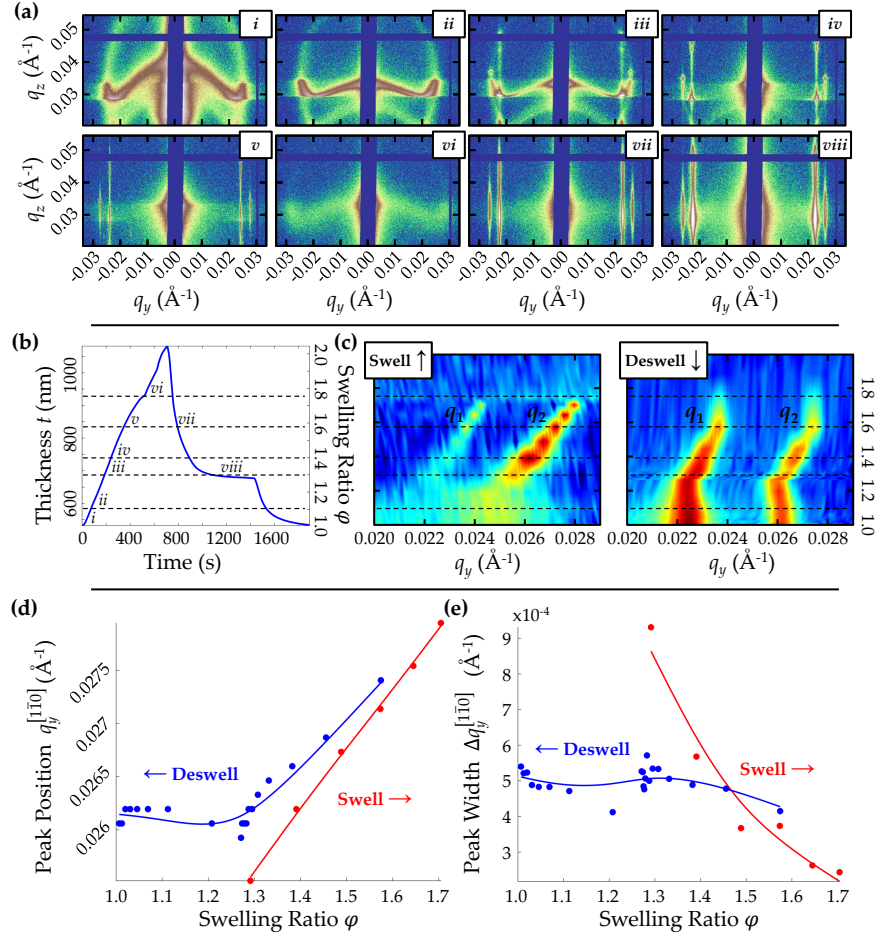 (a)
i
ii
iii
iv
q_z (Å⁻¹)
0.05
0.04
0.03
v
vi
vii
viii
q_z (Å⁻¹)
0.05
0.04
0.03
-0.03 -0.02 -0.01 0.00 0.01 0.02 0.03
-0.03 -0.02 -0.01 0.00 0.01 0.02 0.03
-0.03 -0.02 -0.01 0.00 0.01 0.02 0.03
-0.03 -0.02 -0.01 0.00 0.01 0.02 0.03
q_y (Å⁻¹)
q_y (Å⁻¹)
q_y (Å⁻¹)
q_y (Å⁻¹)
(b)
Thickness t (nm)
1000
800
600
vi
v
vii
iv
iii
viii
ii
i
2.0
1.8
1.6
1.4
1.2
1.0
Swelling Ratio φ
0 400 800 1200 1600
Time (s)
(c)
Swell ↑
q₁
q₂
0.020 0.022 0.024 0.026 0.028
q_y (Å⁻¹)
Deswell ↓
q₁
q₂
1.8
1.6
1.4
1.2
1.0
0.020 0.022 0.024 0.026 0.028
q_y (Å⁻¹)
(d)
Peak Position q_y^[11̄0] (Å⁻¹)
0.0275
0.027
0.0265
0.026
← Deswell
Swell →
1.0 1.1 1.2 1.3 1.4 1.5 1.6 1.7
Swelling Ratio φ
(e)
x10⁻⁴
Peak Width Δq_y^[11̄0] (Å⁻¹)
9
8
7
6
5
4
3
← Deswell
Swell →
1.0 1.1 1.2 1.3 1.4 1.5 1.6 1.7
Swelling Ratio φ